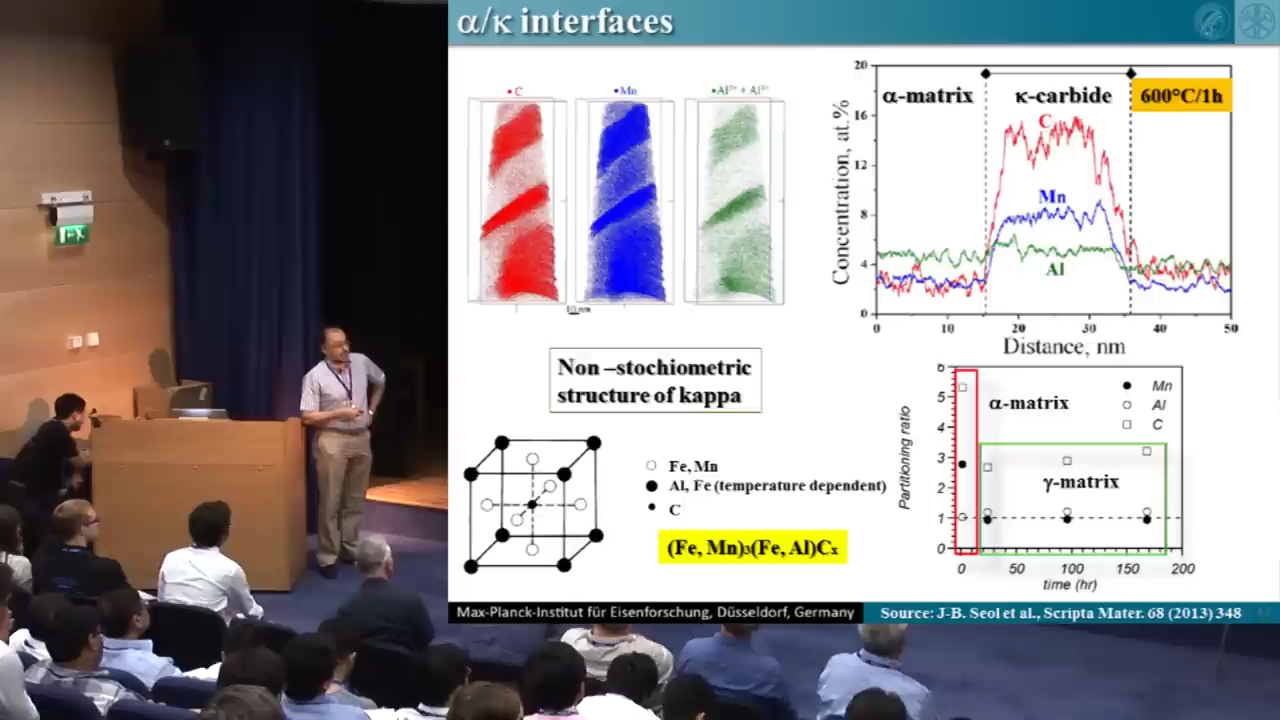 α/κ interfaces
•C
•Mn
•Al²⁺ + Al³⁺
10 nm
Concentration, at.%
20
16
12
8
4
0
α-matrix
κ-carbide
600°C/1h
C
Mn
Al
0 10 20 30 40 50
Distance, nm
Non –stochiometric
structure of kappa
Fe, Mn
Al, Fe (temperature dependent)
C
(Fe, Mn)₃(Fe, Al)Cₓ
Partitioning ratio
6
5
4
3
2
1
0
α-matrix
γ-matrix
Mn
Al
C
0 50 100 150 200
time (hr)
Max-Planck-Institut für Eisenforschung, Düsseldorf, Germany
Source: J-B. Seol et al., Scripta Mater. 68 (2013) 348